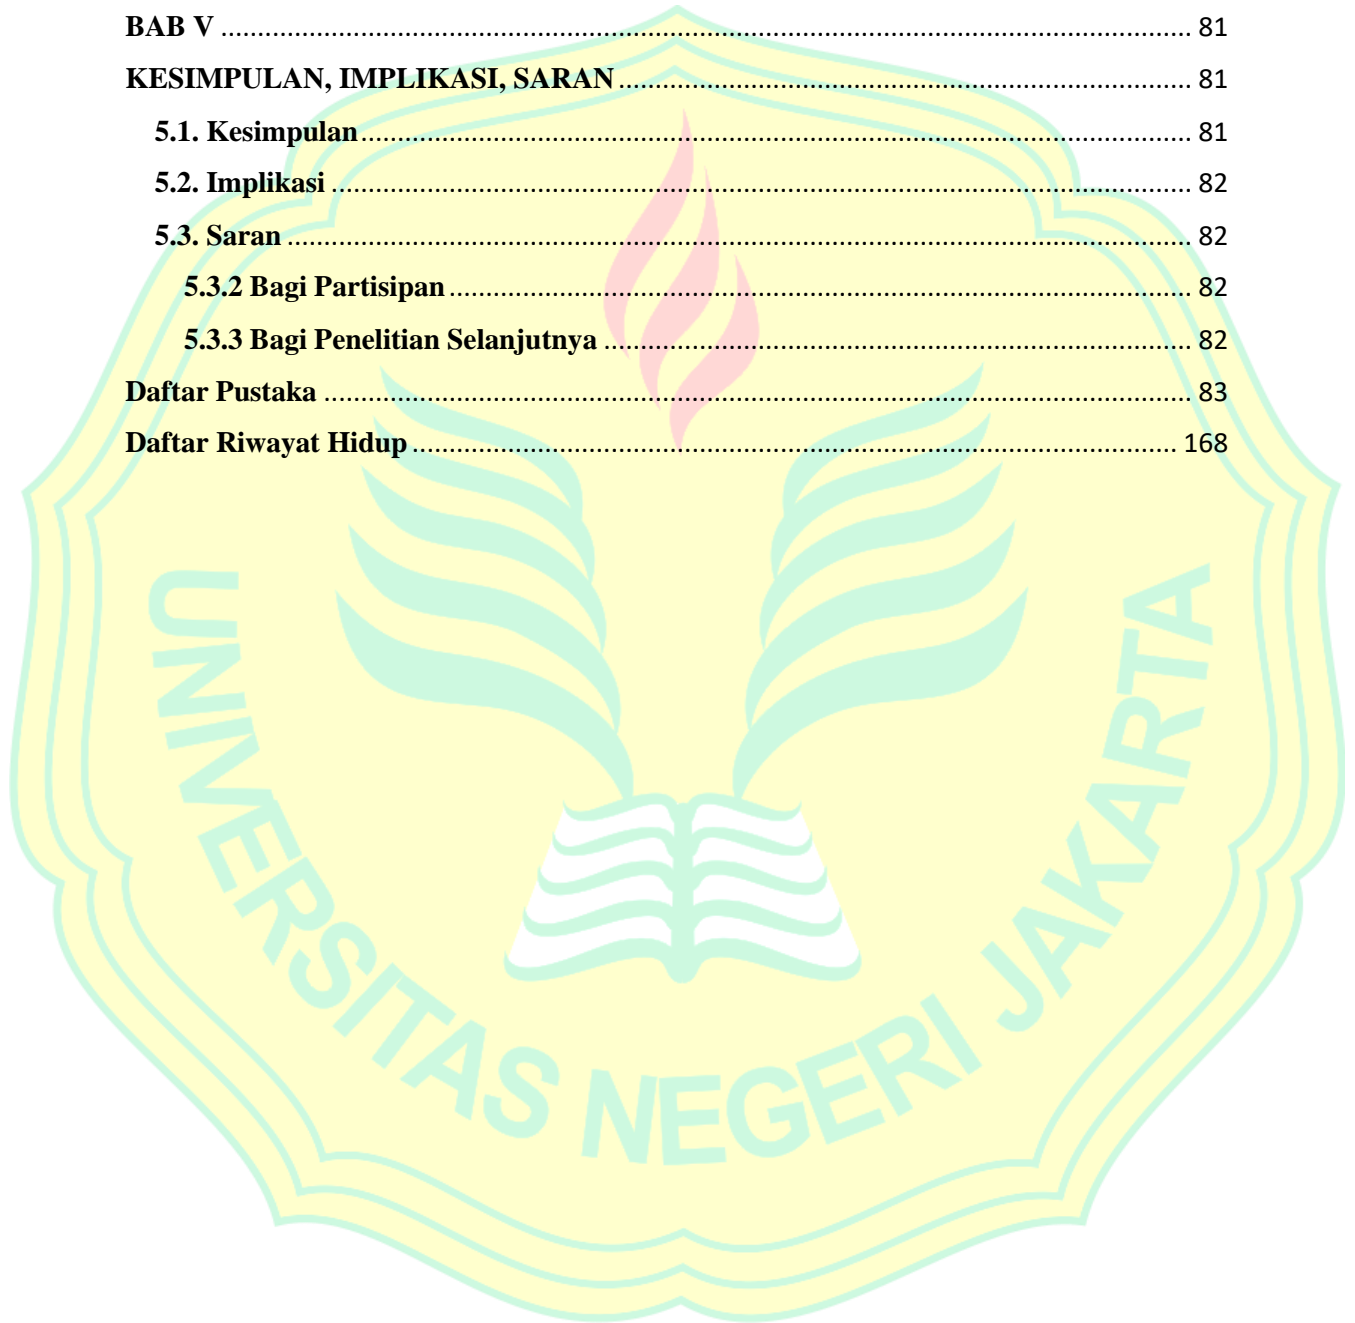 BAB V ........................................................................................................ 81
KESIMPULAN, IMPLIKASI, SARAN ........................................................................ 81
5.1. Kesimpulan ........................................................................................ 81
5.2. Implikasi ........................................................................................ 82
5.3. Saran ........................................................................................ 82
5.3.2 Bagi Partisipan ................................................................................ 82
5.3.3 Bagi Penelitian Selanjutnya ................................................................ 82
Daftar Pustaka ........................................................................................ 83
Daftar Riwayat Hidup ................................................................................ 168
UNIVERSITAS NEGERI JAKARTA